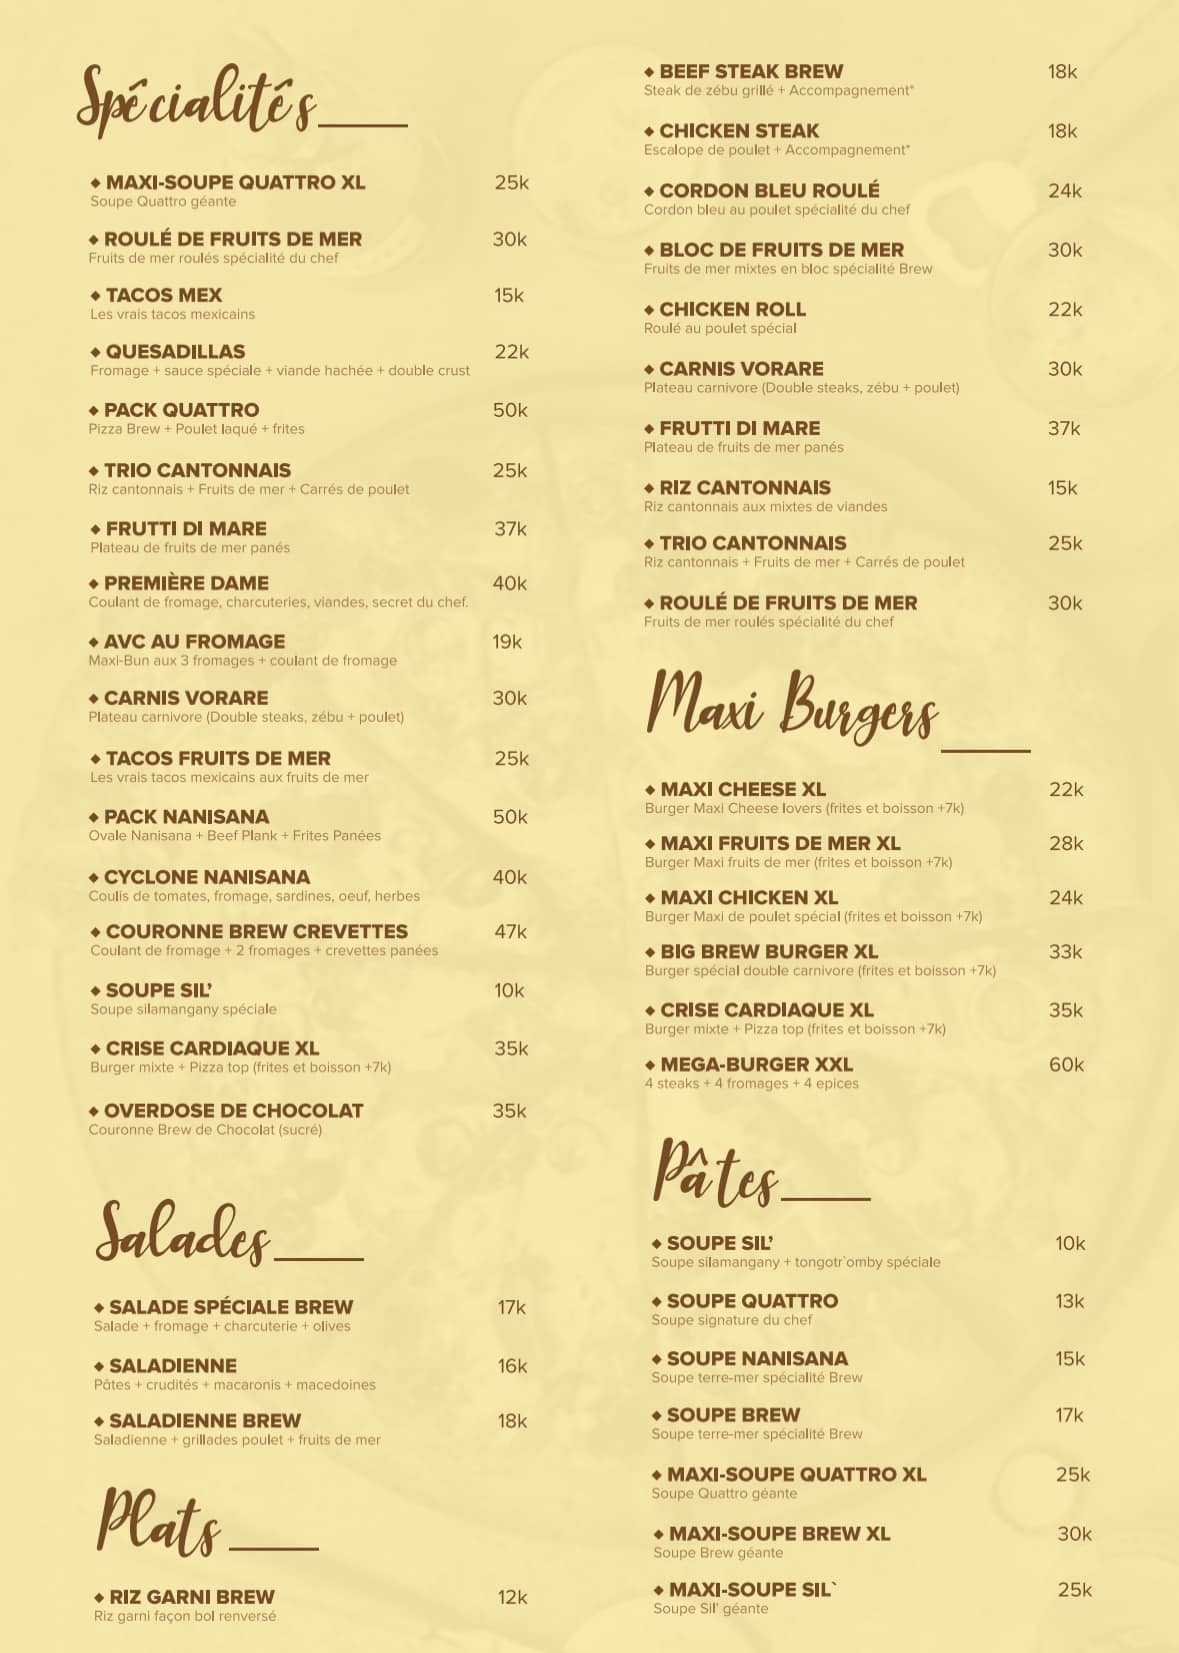 Spécialités
◆ MAXI-SOUPE QUATTRO XL 25k
Soupe Quattro géante
◆ ROULÉ DE FRUITS DE MER 30k
Fruits de mer roulés spécialité du chef
◆ TACOS MEX 15k
Les vrais tacos mexicains
◆ QUESADILLAS 22k
Fromage + sauce spéciale + viande hachée + double crust
◆ PACK QUATTRO 50k
Pizza Brew + Poulet laqué + frites
◆ TRIO CANTONNAIS 25k
Riz cantonnais + Fruits de mer + Carrés de poulet
◆ FRUTTI DI MARE 37k
Plateau de fruits de mer panés
◆ PREMIÈRE DAME 40k
Coulant de fromage, charcuteries, viandes, secret du chef.
◆ AVC AU FROMAGE 19k
Maxi-Bun aux 3 fromages + coulant de fromage
◆ CARNIS VORARE 30k
Plateau carnivore (Double steaks, zébu + poulet)
◆ TACOS FRUITS DE MER 25k
Les vrais tacos mexicains aux fruits de mer
◆ PACK NANISANA 50k
Ovale Nanisana + Beef Plank + Frites Panées
◆ CYCLONE NANISANA 40k
Coulis de tomates, fromage, sardines, oeuf, herbes
◆ COURONNE BREW CREVETTES 47k
Coulant de fromage + 2 fromages + crevettes panées
◆ SOUPE SIL’ 10k
Soupe silamangany spéciale
◆ CRISE CARDIAQUE XL 35k
Burger mixte + Pizza top (frites et boisson +7k)
◆ OVERDOSE DE CHOCOLAT 35k
Couronne Brew de Chocolat (sucré)
Salades
◆ SALADE SPÉCIALE BREW 17k
Salade + fromage + charcuterie + olives
◆ SALADIENNE 16k
Pâtes + crudités + macaronis + macedoines
◆ SALADIENNE BREW 18k
Saladienne + grillades poulet + fruits de mer
Plats
◆ RIZ GARNI BREW 12k
Riz garni façon bol renversé
◆ BEEF STEAK BREW 18k
Steak de zébu grillé + Accompagnement*
◆ CHICKEN STEAK 18k
Escalope de poulet + Accompagnement*
◆ CORDON BLEU ROULÉ 24k
Cordon bleu au poulet spécialité du chef
◆ BLOC DE FRUITS DE MER 30k
Fruits de mer mixtes en bloc spécialité Brew
◆ CHICKEN ROLL 22k
Roulé au poulet spécial
◆ CARNIS VORARE 30k
Plateau carnivore (Double steaks, zébu + poulet)
◆ FRUTTI DI MARE 37k
Plateau de fruits de mer panés
◆ RIZ CANTONNAIS 15k
Riz cantonnais aux mixtes de viandes
◆ TRIO CANTONNAIS 25k
Riz cantonnais + Fruits de mer + Carrés de poulet
◆ ROULÉ DE FRUITS DE MER 30k
Fruits de mer roulés spécialité du chef
Maxi Burgers
◆ MAXI CHEESE XL 22k
Burger Maxi Cheese lovers (frites et boisson +7k)
◆ MAXI FRUITS DE MER XL 28k
Burger Maxi fruits de mer (frites et boisson +7k)
◆ MAXI CHICKEN XL 24k
Burger Maxi de poulet spécial (frites et boisson +7k)
◆ BIG BREW BURGER XL 33k
Burger spécial double carnivore (frites et boisson +7k)
◆ CRISE CARDIAQUE XL 35k
Burger mixte + Pizza top (frites et boisson +7k)
◆ MEGA-BURGER XXL 60k
4 steaks + 4 fromages + 4 epices
Pâtes
◆ SOUPE SIL’ 10k
Soupe silamangany + tongotr`omby spéciale
◆ SOUPE QUATTRO 13k
Soupe signature du chef
◆ SOUPE NANISANA 15k
Soupe terre-mer spécialité Brew
◆ SOUPE BREW 17k
Soupe terre-mer spécialité Brew
◆ MAXI-SOUPE QUATTRO XL 25k
Soupe Quattro géante
◆ MAXI-SOUPE BREW XL 30k
Soupe Brew géante
◆ MAXI-SOUPE SIL` 25k
Soupe Sil’ géante